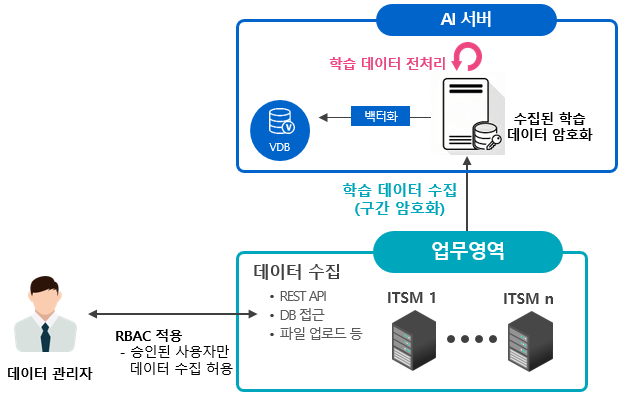 AI 서버
학습 데이터 전처리
백터화
VDB
수집된 학습
데이터 암호화
학습 데이터 수집
(구간 암호화)
업무영역
데이터 수집
• REST API
• DB 접근
• 파일 업로드 등
ITSM 1
ITSM n
RBAC 적용
- 승인된 사용자만
데이터 수집 허용
데이터 관리자